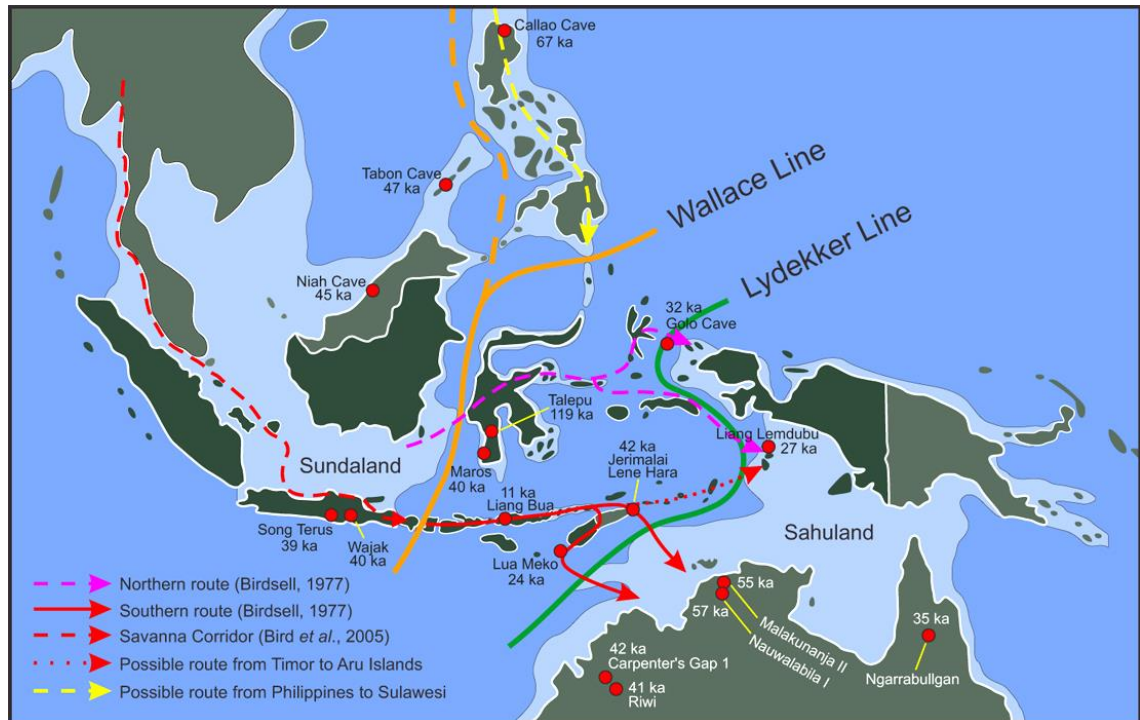 Callao Cave
67 ka
Tabon Cave
47 ka
Wallace Line
Lydekker Line
Niah Cave
45 ka
32 ka
Golo Cave
Talepu
119 ka
Liang Lemdubu
27 ka
Sundaland
Maros
40 ka
42 ka
Jerimalai
Lene Hara
11 ka
Liang Bua
Sahuland
Song Terus
39 ka
Wajak
40 ka
Lua Meko
24 ka
55 ka
57 ka
Malakunanja II
Nauwalabila I
35 ka
Ngarrabullgan
42 ka
Carpenter's Gap 1
41 ka
Riwi
Northern route (Birdsell, 1977)
Southern route (Birdsell, 1977)
Savanna Corridor (Bird et al., 2005)
Possible route from Timor to Aru Islands
Possible route from Philippines to Sulawesi